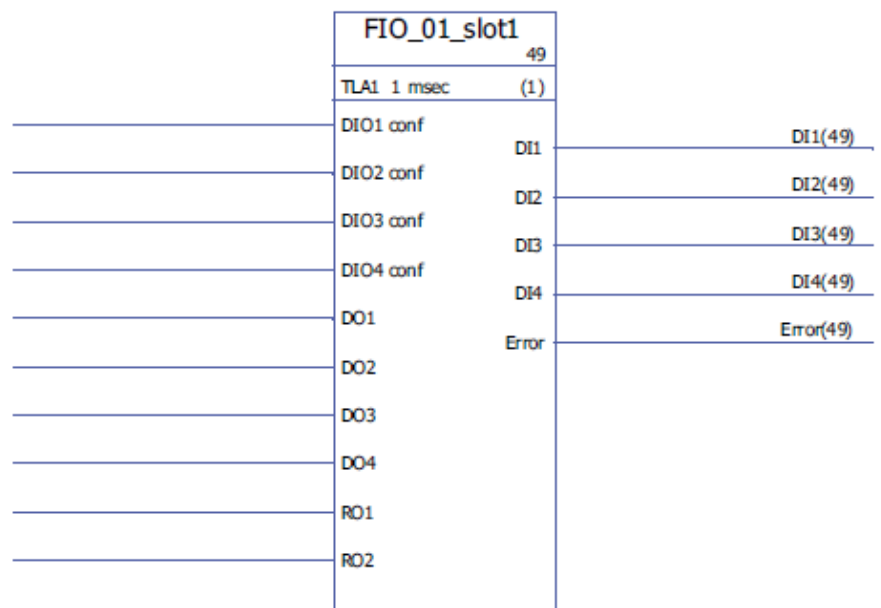 FIO_01_slot1
49
TLA1 1 msec (1)
DIO1 conf
DI1 DI1(49)
DIO2 conf
DI2 DI2(49)
DIO3 conf
DI3 DI3(49)
DIO4 conf
DI4 DI4(49)
DO1
Error Error(49)
DO2
DO3
DO4
RO1
RO2